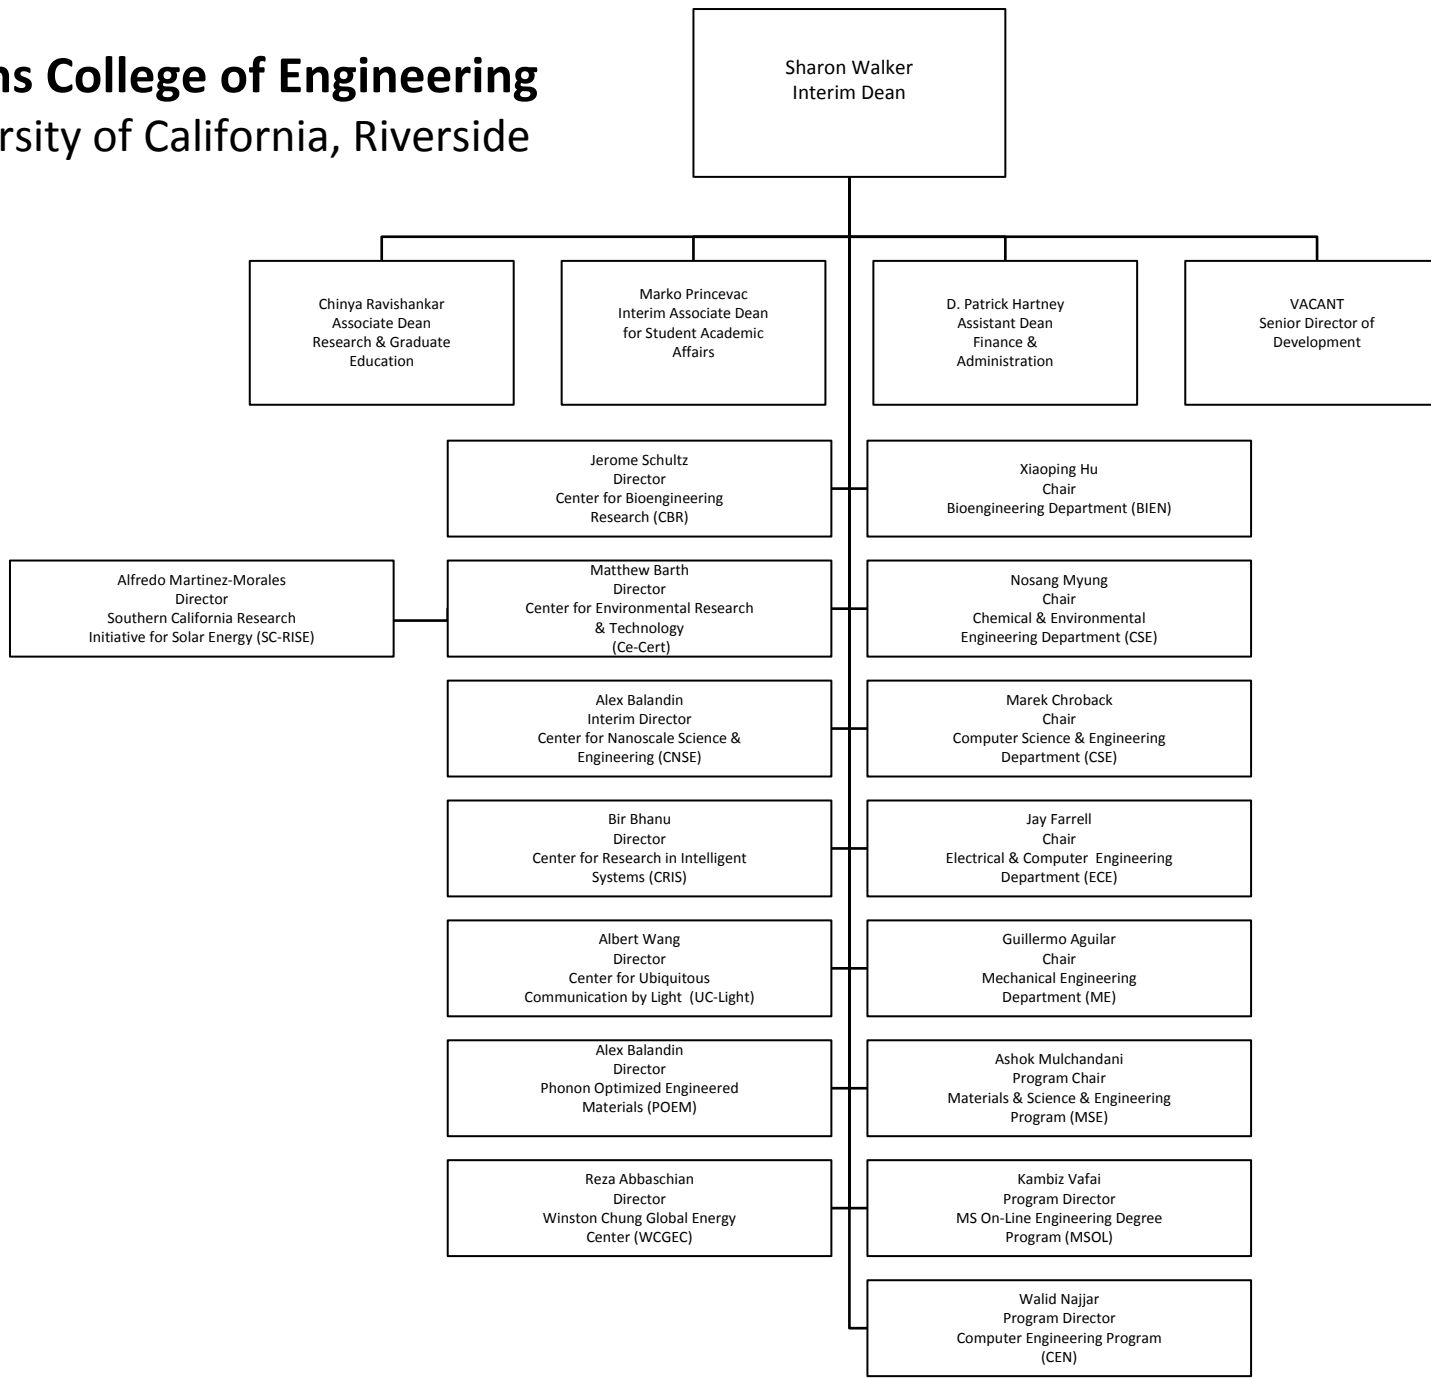 ns College of Engineering
rsity of California, Riverside
Sharon Walker
Interim Dean
Chinya Ravishankar
Associate Dean
Research & Graduate
Education
Marko Princevac
Interim Associate Dean
for Student Academic
Affairs
D. Patrick Hartney
Assistant Dean
Finance &
Administration
VACANT
Senior Director of
Development
Jerome Schultz
Director
Center for Bioengineering
Research (CBR)
Xiaoping Hu
Chair
Bioengineering Department (BIEN)
Alfredo Martinez-Morales
Director
Southern California Research
Initiative for Solar Energy (SC-RISE)
Matthew Barth
Director
Center for Environmental Research
& Technology
(Ce-Cert)
Nosang Myung
Chair
Chemical & Environmental
Engineering Department (CSE)
Alex Balandin
Interim Director
Center for Nanoscale Science &
Engineering (CNSE)
Marek Chroback
Chair
Computer Science & Engineering
Department (CSE)
Bir Bhanu
Director
Center for Research in Intelligent
Systems (CRIS)
Jay Farrell
Chair
Electrical & Computer  Engineering
Department (ECE)
Albert Wang
Director
Center for Ubiquitous
Communication by Light  (UC-Light)
Guillermo Aguilar
Chair
Mechanical Engineering
Department (ME)
Alex Balandin
Director
Phonon Optimized Engineered
Materials (POEM)
Ashok Mulchandani
Program Chair
Materials & Science & Engineering
Program (MSE)
Reza Abbaschian
Director
Winston Chung Global Energy
Center (WCGEC)
Kambiz Vafai
Program Director
MS On-Line Engineering Degree
Program (MSOL)
Walid Najjar
Program Director
Computer Engineering Program
(CEN)